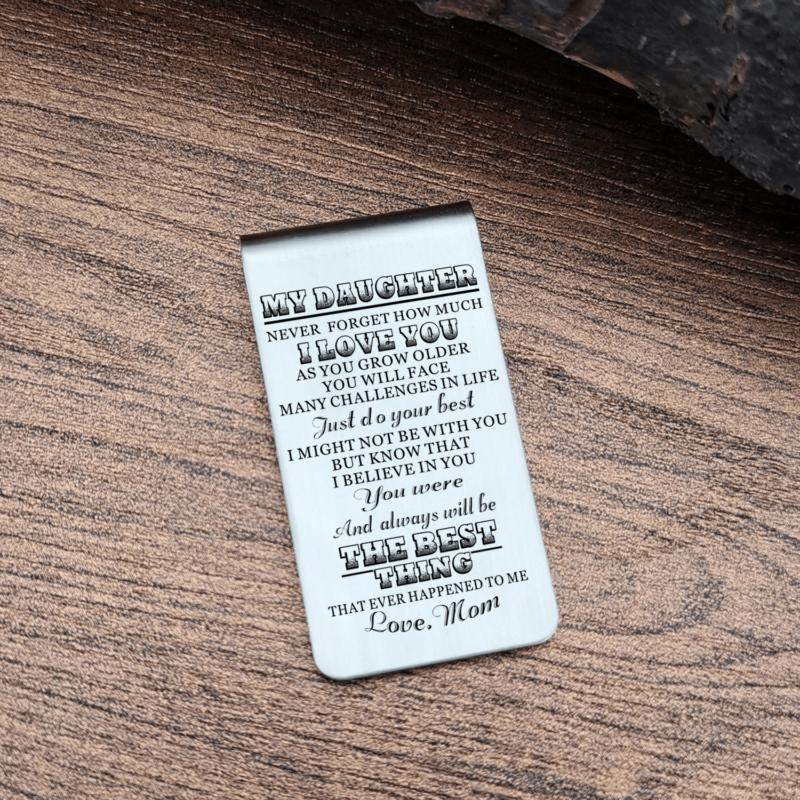 MY DAUGHTER
NEVER FORGET HOW MUCH
I LOVE YOU
AS YOU GROW OLDER
YOU WILL FACE
MANY CHALLENGES IN LIFE
Just do your best
I MIGHT NOT BE WITH YOU
BUT KNOW THAT
I BELIEVE IN YOU
You were
And always will be
THE BEST
THING
THAT EVER HAPPENED TO ME
Love, Mom